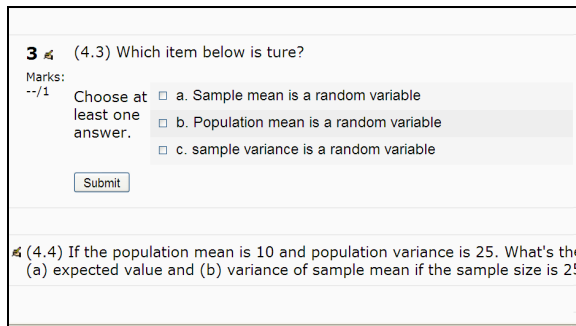 3 (4.3) Which item below is ture?
Marks:
--/1
Choose at least one answer.
a. Sample mean is a random variable
b. Population mean is a random variable
c. sample variance is a random variable
Submit
(4.4) If the population mean is 10 and population variance is 25. What's the
(a) expected value and (b) variance of sample mean if the sample size is